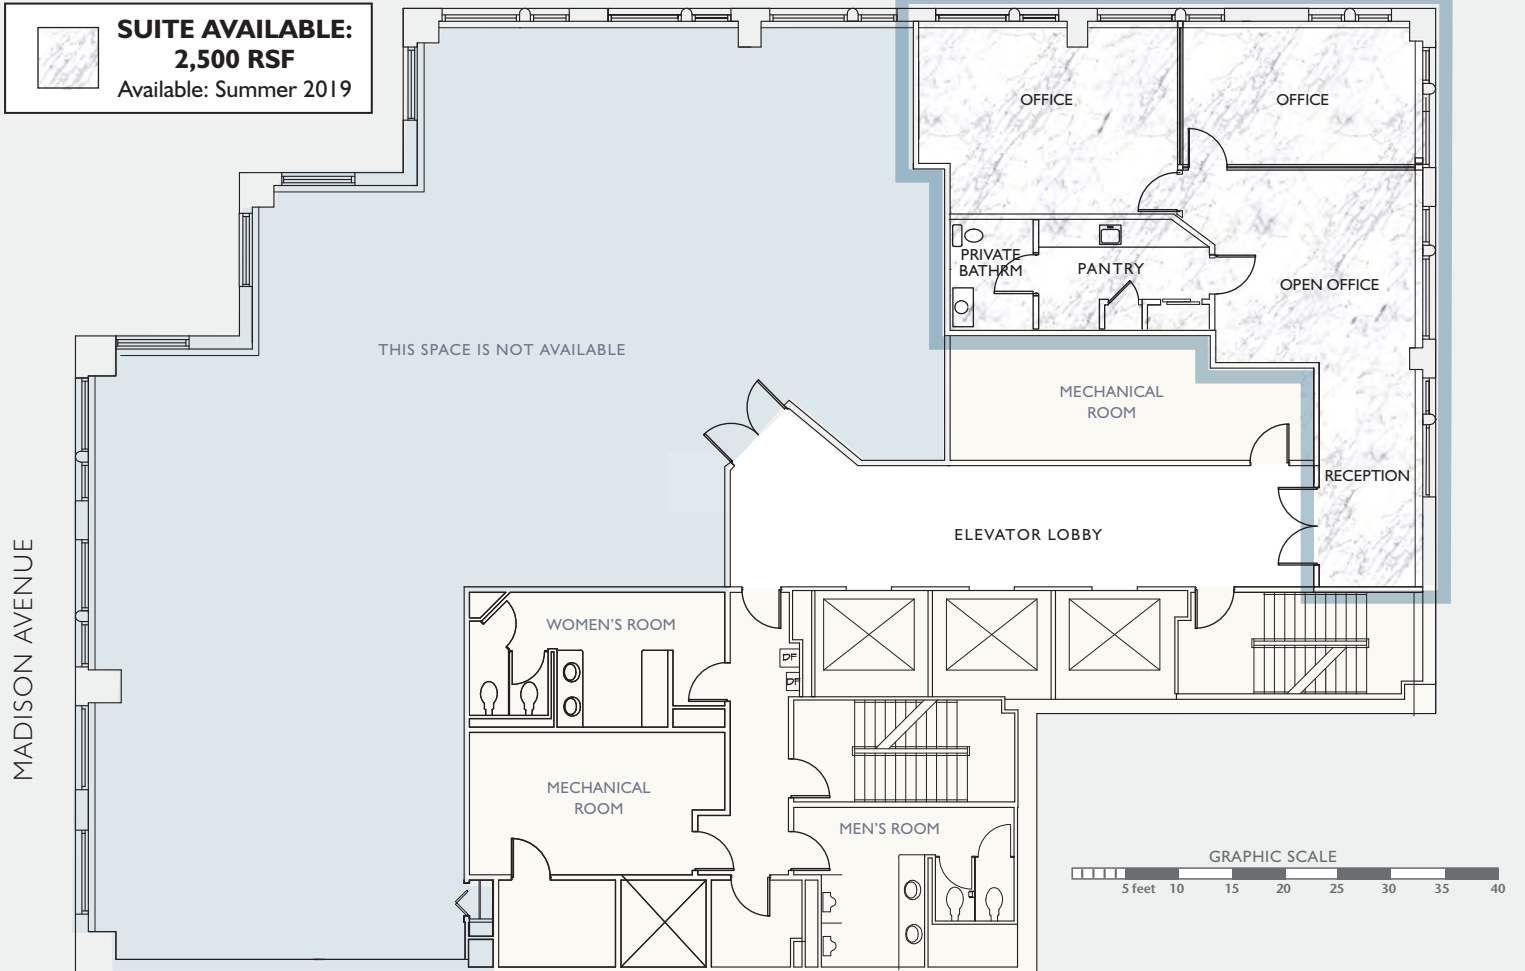 SUITE AVAILABLE:
2,500 RSF
Available: Summer 2019
OFFICE
OFFICE
PRIVATE
BATHRM
PANTRY
OPEN OFFICE
THIS SPACE IS NOT AVAILABLE
MECHANICAL
ROOM
RECEPTION
ELEVATOR LOBBY
MADISON AVENUE
WOMEN'S ROOM
DF
DF
MECHANICAL
ROOM
MEN'S ROOM
GRAPHIC SCALE
5 feet 10 15 20 25 30 35 40